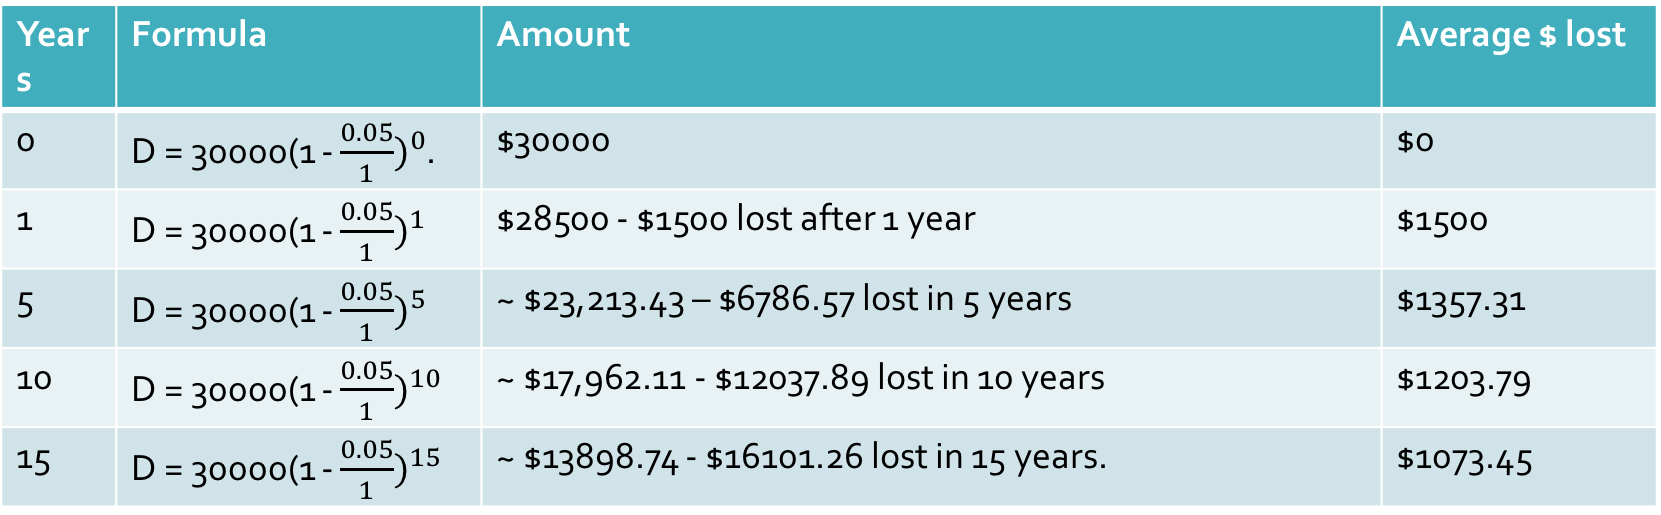 Year
s
Formula
Amount
Average $ lost
0
D = 30000(1 - 0.05/1)^0.
$30000
$0
1
D = 30000(1 - 0.05/1)^1
$28500 - $1500 lost after 1 year
$1500
5
D = 30000(1 - 0.05/1)^5
~ $23,213.43 – $6786.57 lost in 5 years
$1357.31
10
D = 30000(1 - 0.05/1)^10
~ $17,962.11 - $12037.89 lost in 10 years
$1203.79
15
D = 30000(1 - 0.05/1)^15
~ $13898.74 - $16101.26 lost in 15 years.
$1073.45